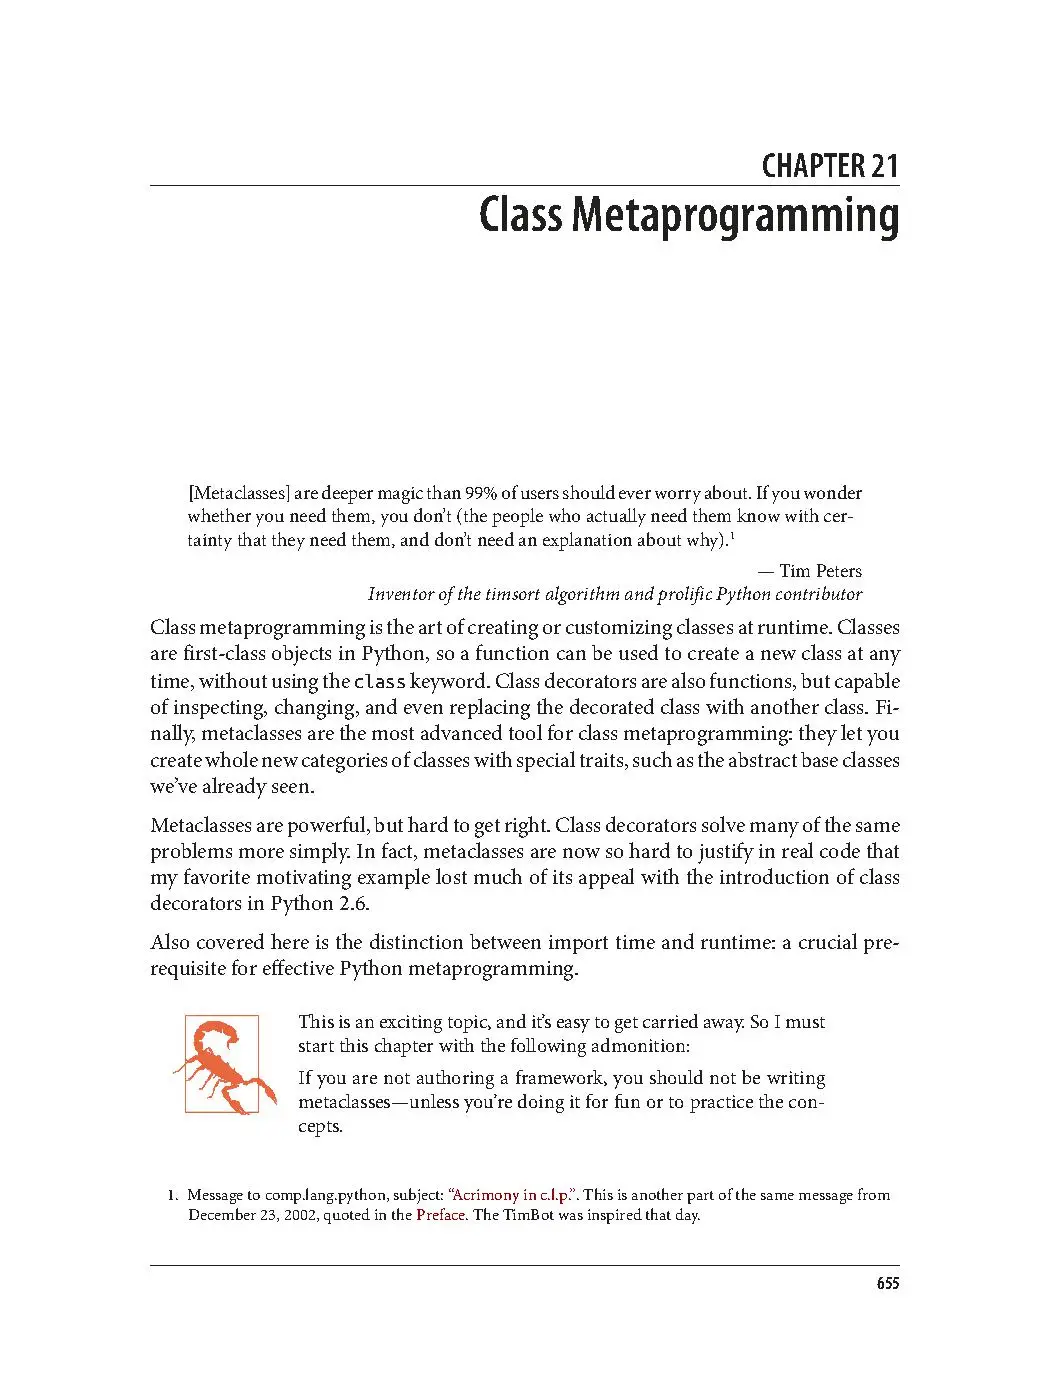 CHAPTER 21
Class Metaprogramming
[Metaclasses] are deeper magic than 99% of users should ever worry about. If you wonder
whether you need them, you don’t (the people who actually need them know with cer-
tainty that they need them, and don’t need an explanation about why).1
— Tim Peters
Inventor of the timsort algorithm and prolific Python contributor
Class metaprogramming is the art of creating or customizing classes at runtime. Classes
are first-class objects in Python, so a function can be used to create a new class at any
time, without using the class keyword. Class decorators are also functions, but capable
of inspecting, changing, and even replacing the decorated class with another class. Fi-
nally, metaclasses are the most advanced tool for class metaprogramming: they let you
create whole new categories of classes with special traits, such as the abstract base classes
we’ve already seen.
Metaclasses are powerful, but hard to get right. Class decorators solve many of the same
problems more simply. In fact, metaclasses are now so hard to justify in real code that
my favorite motivating example lost much of its appeal with the introduction of class
decorators in Python 2.6.
Also covered here is the distinction between import time and runtime: a crucial pre-
requisite for effective Python metaprogramming.
This is an exciting topic, and it’s easy to get carried away. So I must
start this chapter with the following admonition:
If you are not authoring a framework, you should not be writing
metaclasses—unless you’re doing it for fun or to practice the con-
cepts.
1. Message to comp.lang.python, subject: “Acrimony in c.l.p.”. This is another part of the same message from
December 23, 2002, quoted in the Preface. The TimBot was inspired that day.
655